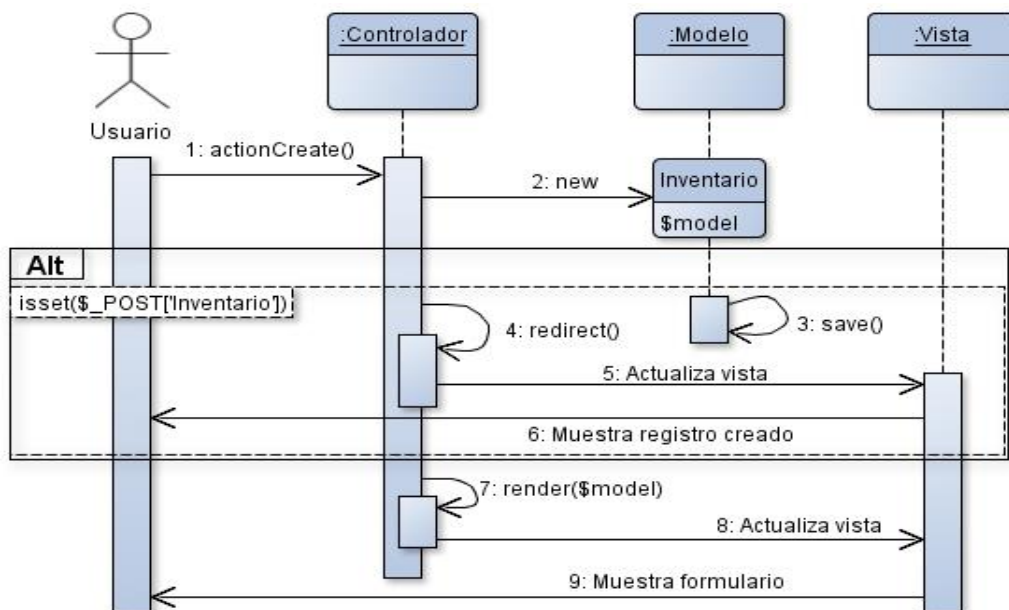 :Controlador
:Modelo
:Vista
Usuario
1: actionCreate()
2: new
Inventario
$model
Alt
isset($_POST['Inventario'])
3: save()
4: redirect()
5: Actualiza vista
6: Muestra registro creado
7: render($model)
8: Actualiza vista
9: Muestra formulario